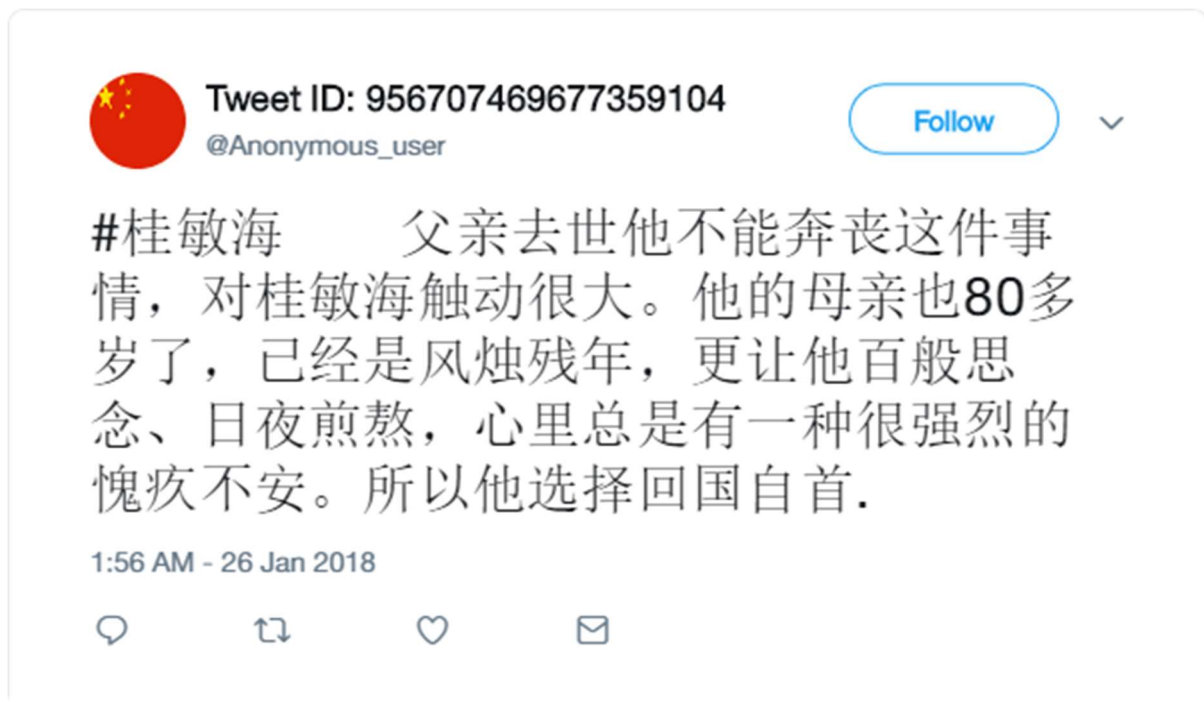 Tweet ID: 956707469677359104
@Anonymous_user
Follow
#桂敏海 父亲去世他不能奔丧这件事
情，对桂敏海触动很大。他的母亲也80多
岁了，已经是风烛残年，更让他百般思
念、日夜煎熬，心里总是有一种很强烈的
愧疚不安。所以他选择回国自首.
1:56 AM - 26 Jan 2018